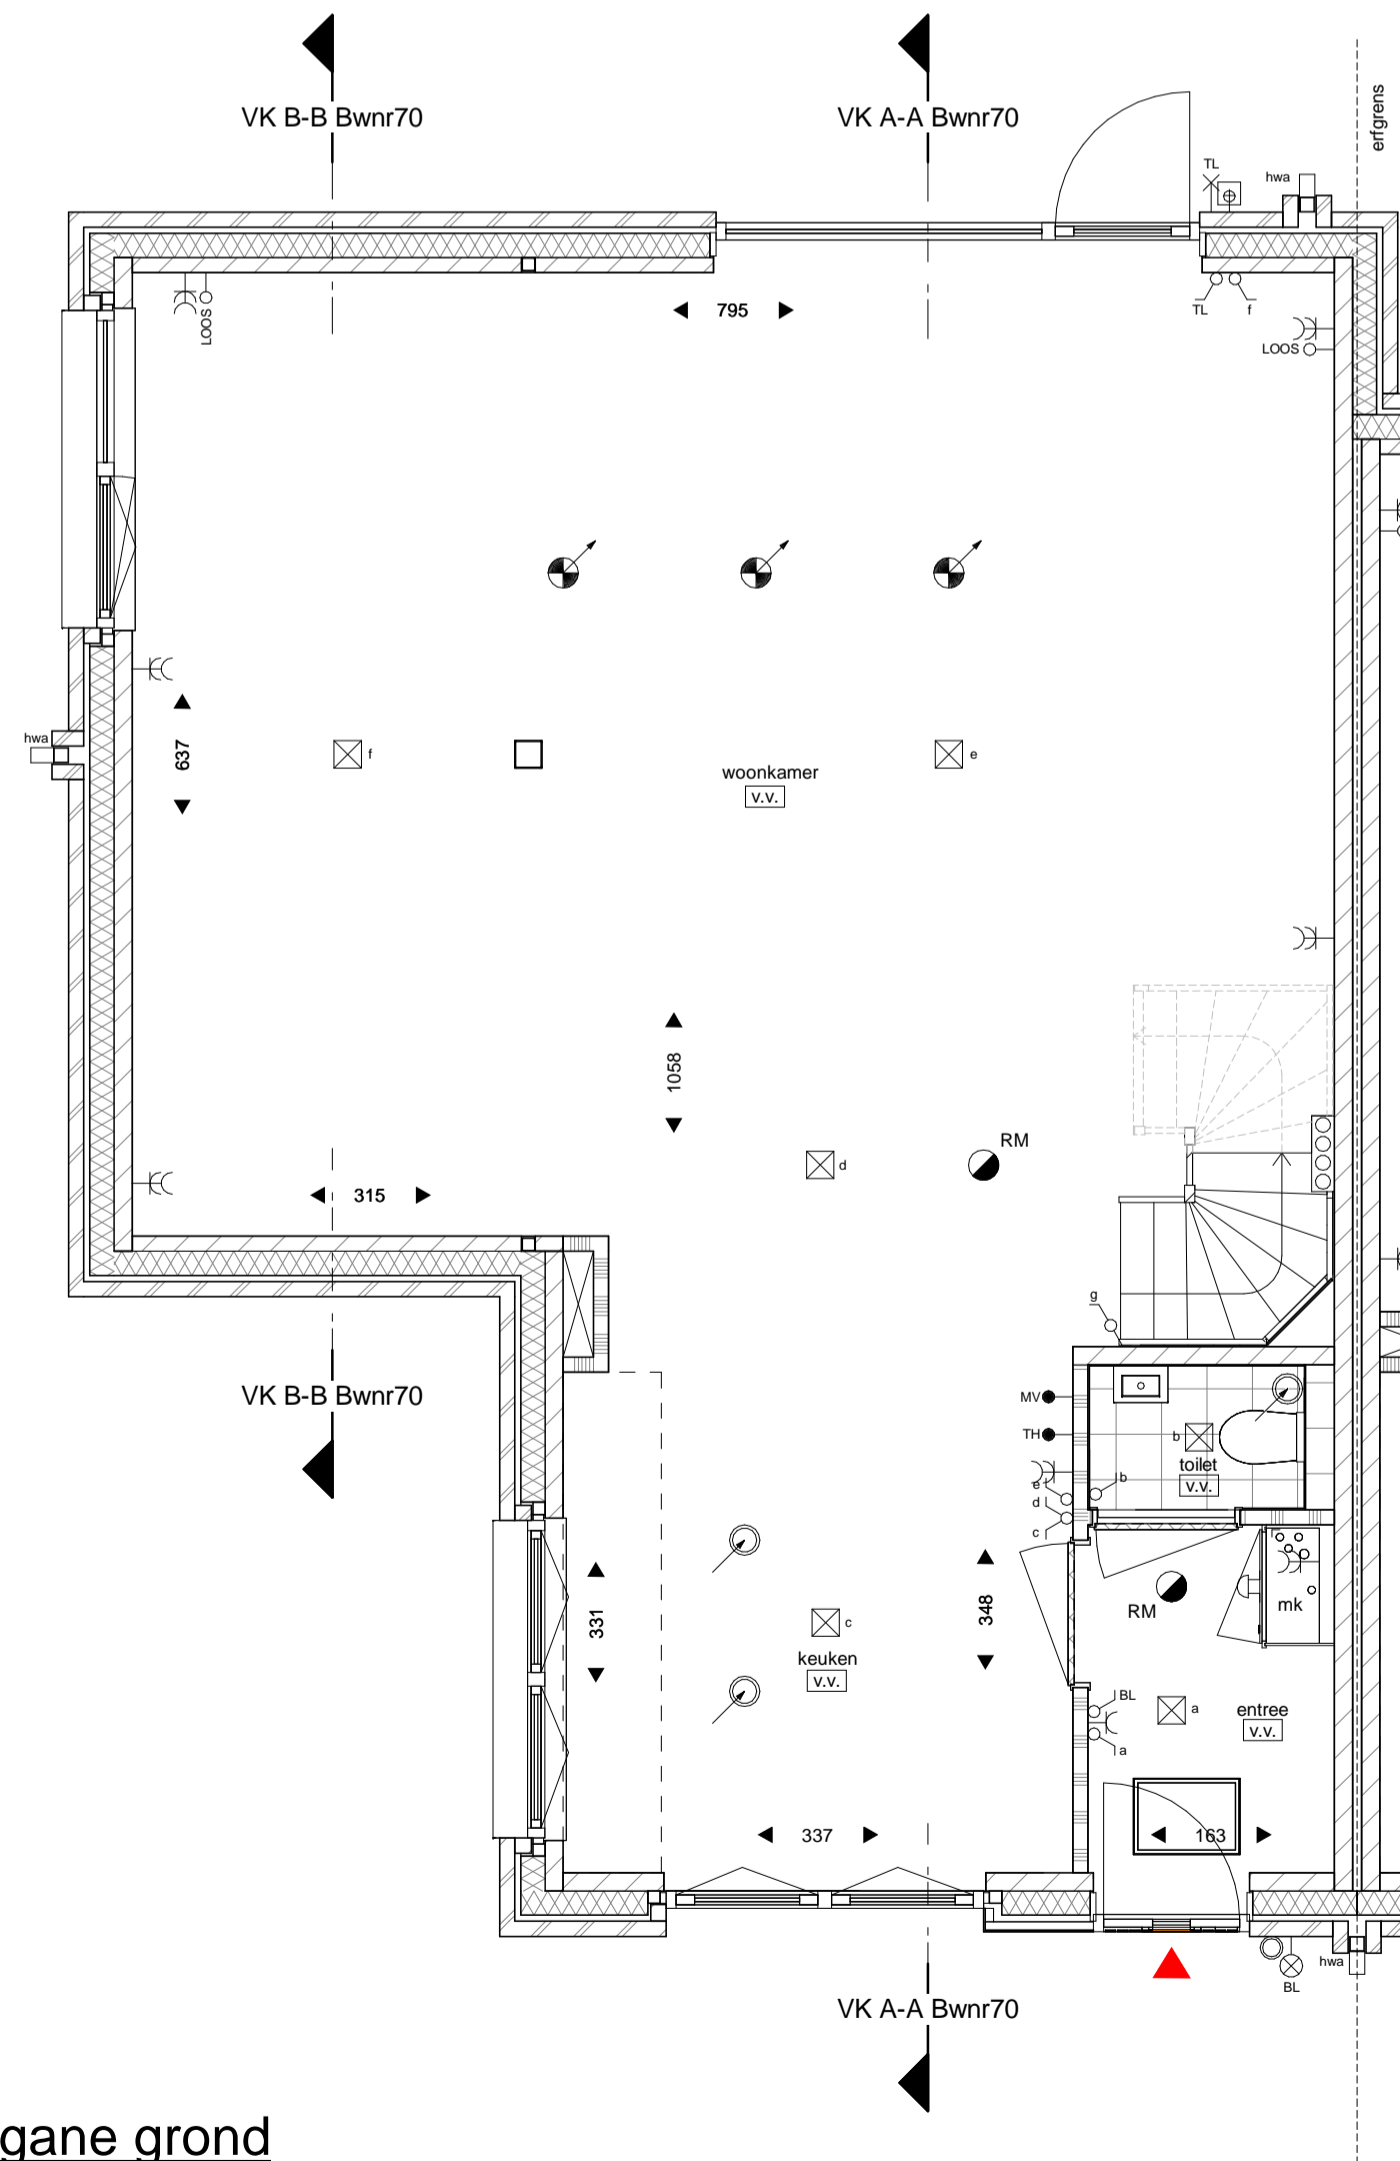 VK B-B Bwnr70
VK A-A Bwnr70
erfgrens
TL
hwa
LOOS
795
TL
f
LOOS
hwa
637
f
woonkamer
v.v.
e
1058
d
RM
315
g
VK B-B Bwnr70
MV
TH
b
toilet
v.v.
e
d
c
b
331
348
RM
mk
c
keuken
v.v.
BL
a
a
entree
v.v.
337
163
hwa
BL
VK A-A Bwnr70
gane grond